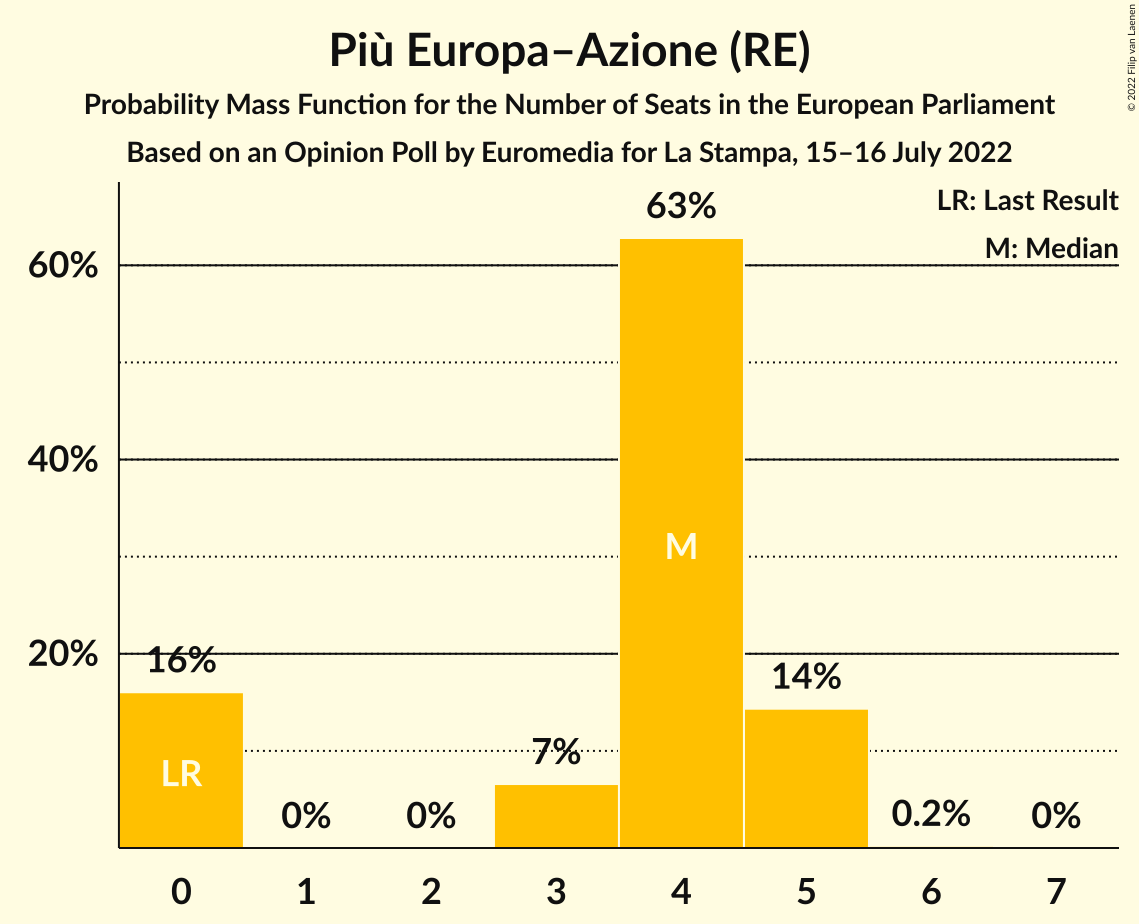 Più Europa–Azione (RE)
Probability Mass Function for the Number of Seats in the European Parliament
Based on an Opinion Poll by Euromedia for La Stampa, 15–16 July 2022
© 2022 Filip van Laenen
LR: Last Result
M: Median
60%
40%
20%
16%
0%
0%
7%
63%
14%
0.2%
0%
LR
M
0 1 2 3 4 5 6 7